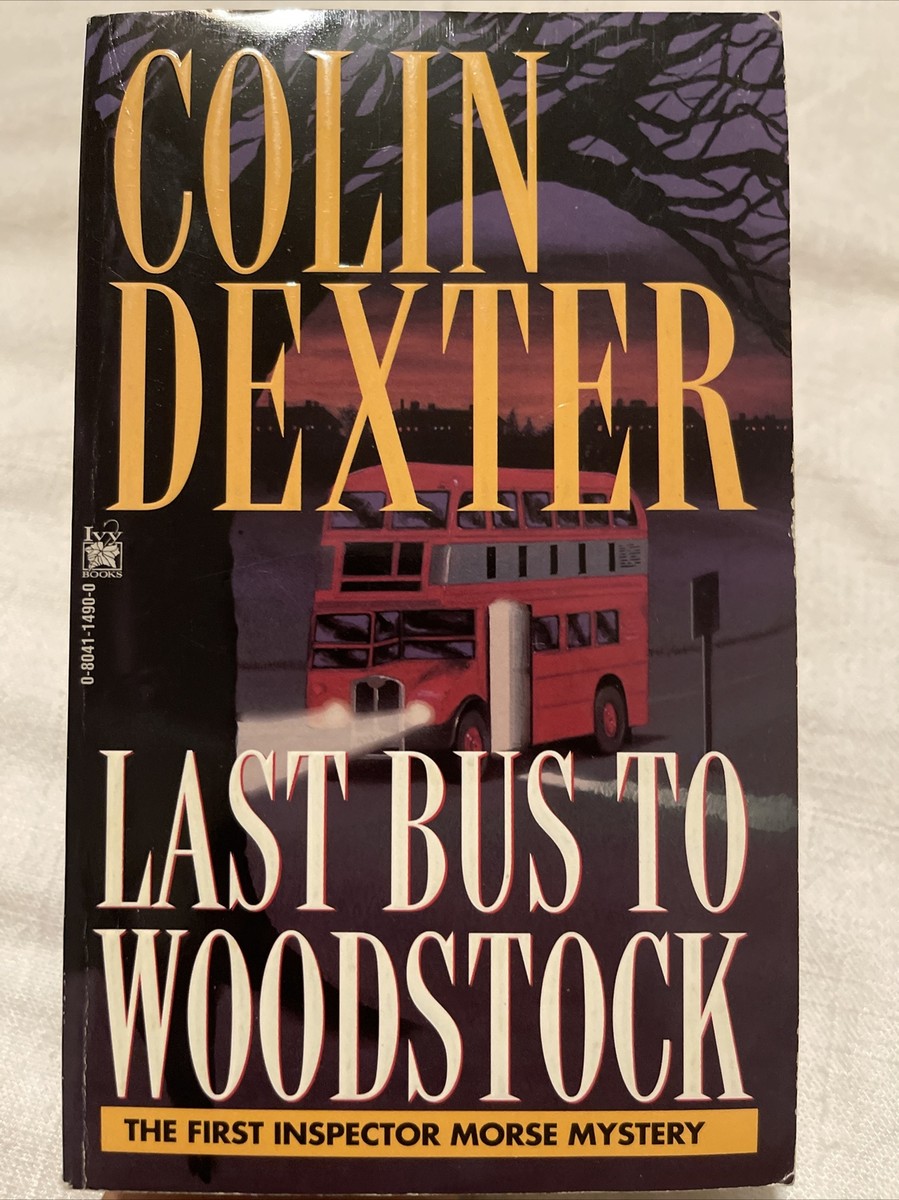 COLIN
DEXTER
Ivy
BOOKS
0-8041-1490-0
LAST BUS TO
WOODSTOCK
THE FIRST INSPECTOR MORSE MYSTERY